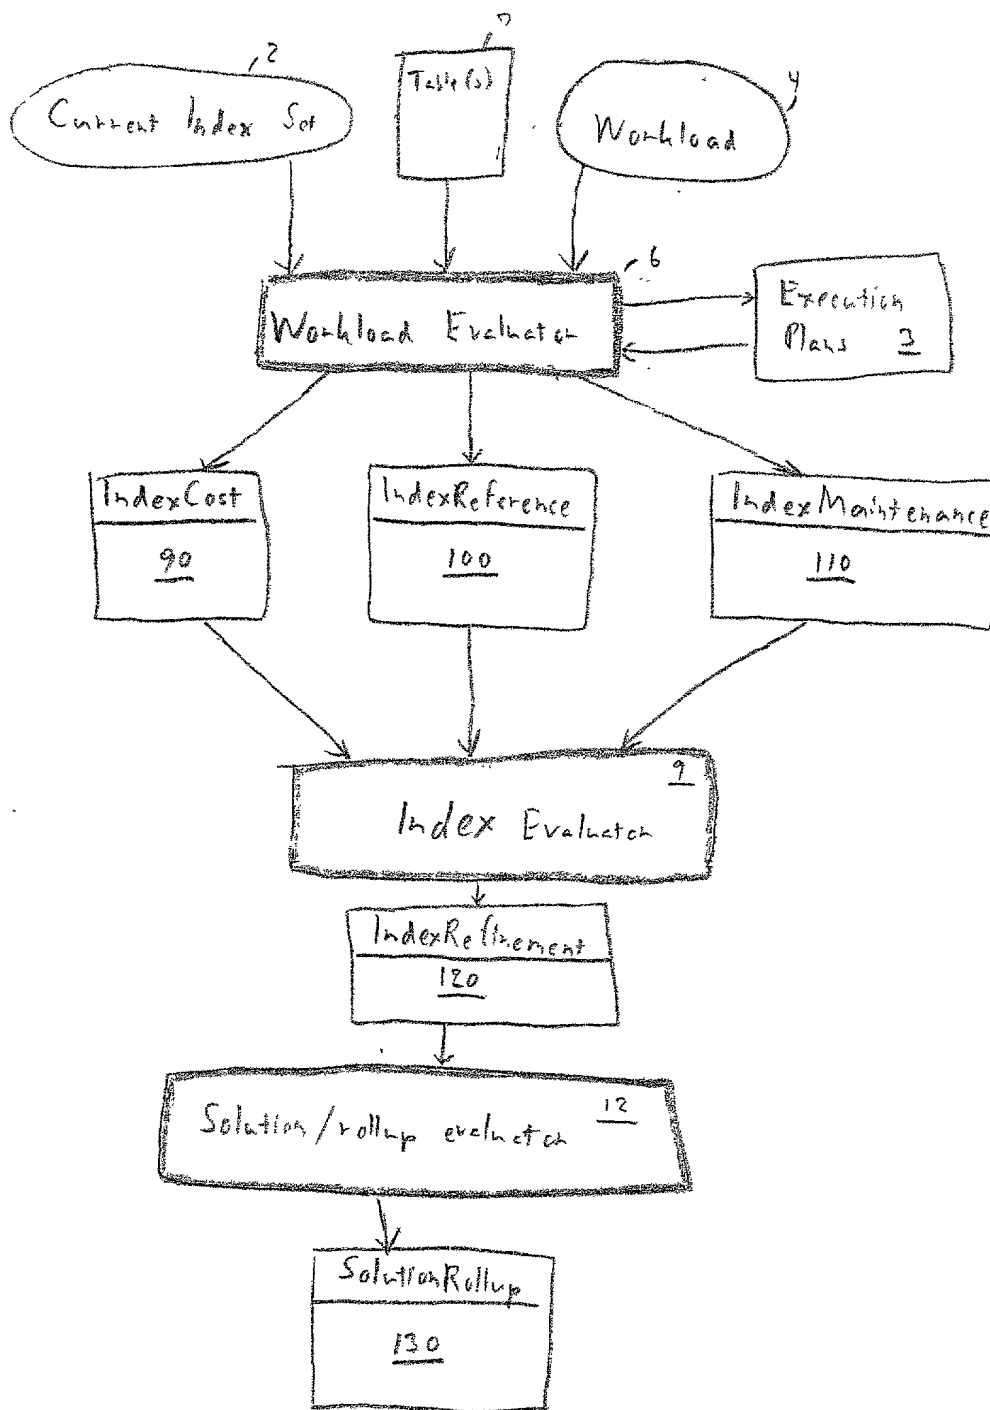 2
Current Index Set
Table(s)
4
Workload
6
Workload Evaluator
Execution
Plans 3
IndexCost
90
IndexReference
100
IndexMaintenance
110
9
Index Evaluator
IndexRefinement
120
12
Solution/rollup evaluator
SolutionRollup
130